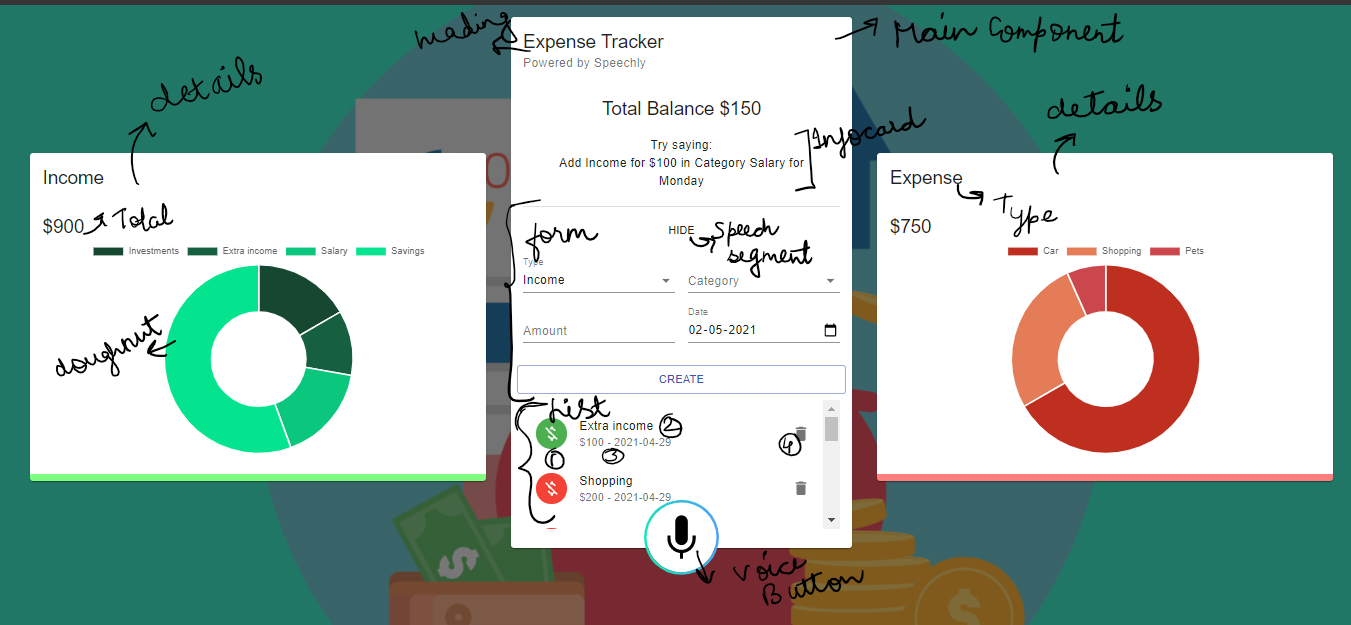 heading
Expense Tracker
Powered by Speechly
Main Component
Total Balance $150
Try saying:
Add Income for $100 in Category Salary for
Monday
Infocard
details
Income
$900
Total
Investments Extra income Salary Savings
doughnut
form
HIDE
Speech
segment
Type
Income
Category
Amount
Date
02-05-2021
CREATE
List
Extra income
$100 - 2021-04-29
1
2
3
4
Shopping
$200 - 2021-04-29
Voice
Button
details
Expense
Type
$750
Car Shopping Pets